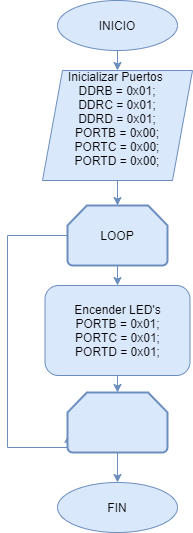 INICIO
Inicializar Puertos
DDRB = 0x01;
DDRC = 0x01;
DDRD = 0x01;
PORTB = 0x00;
PORTC = 0x00;
PORTD = 0x00;
LOOP
Encender LED's
PORTB = 0x01;
PORTC = 0x01;
PORTD = 0x01;
FIN